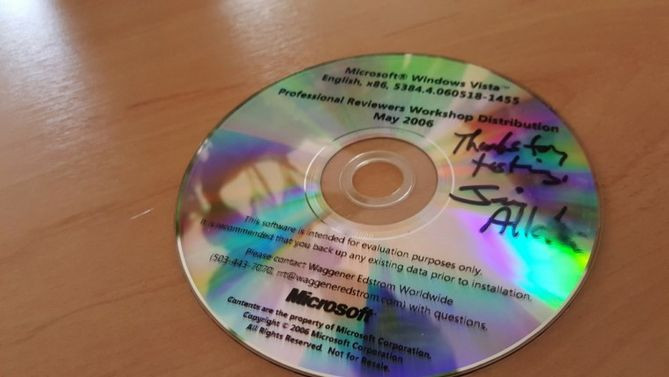 Microsoft® Windows Vista™
English, x86, 5384.4.060518-1455
Professional Reviewers Workshop Distribution
May 2006
Thanks for
testing!
Jim
This software is intended for evaluation purposes only.
It is recommended that you back up any existing data prior to installation.
Please contact Waggener Edstrom Worldwide
(503-443-7070, rrt@waggeneredstrom.com) with questions.
Microsoft
Contents are the property of Microsoft Corporation.
Copyright © 2006 Microsoft Corporation
All Rights Reserved. Not for Resale.